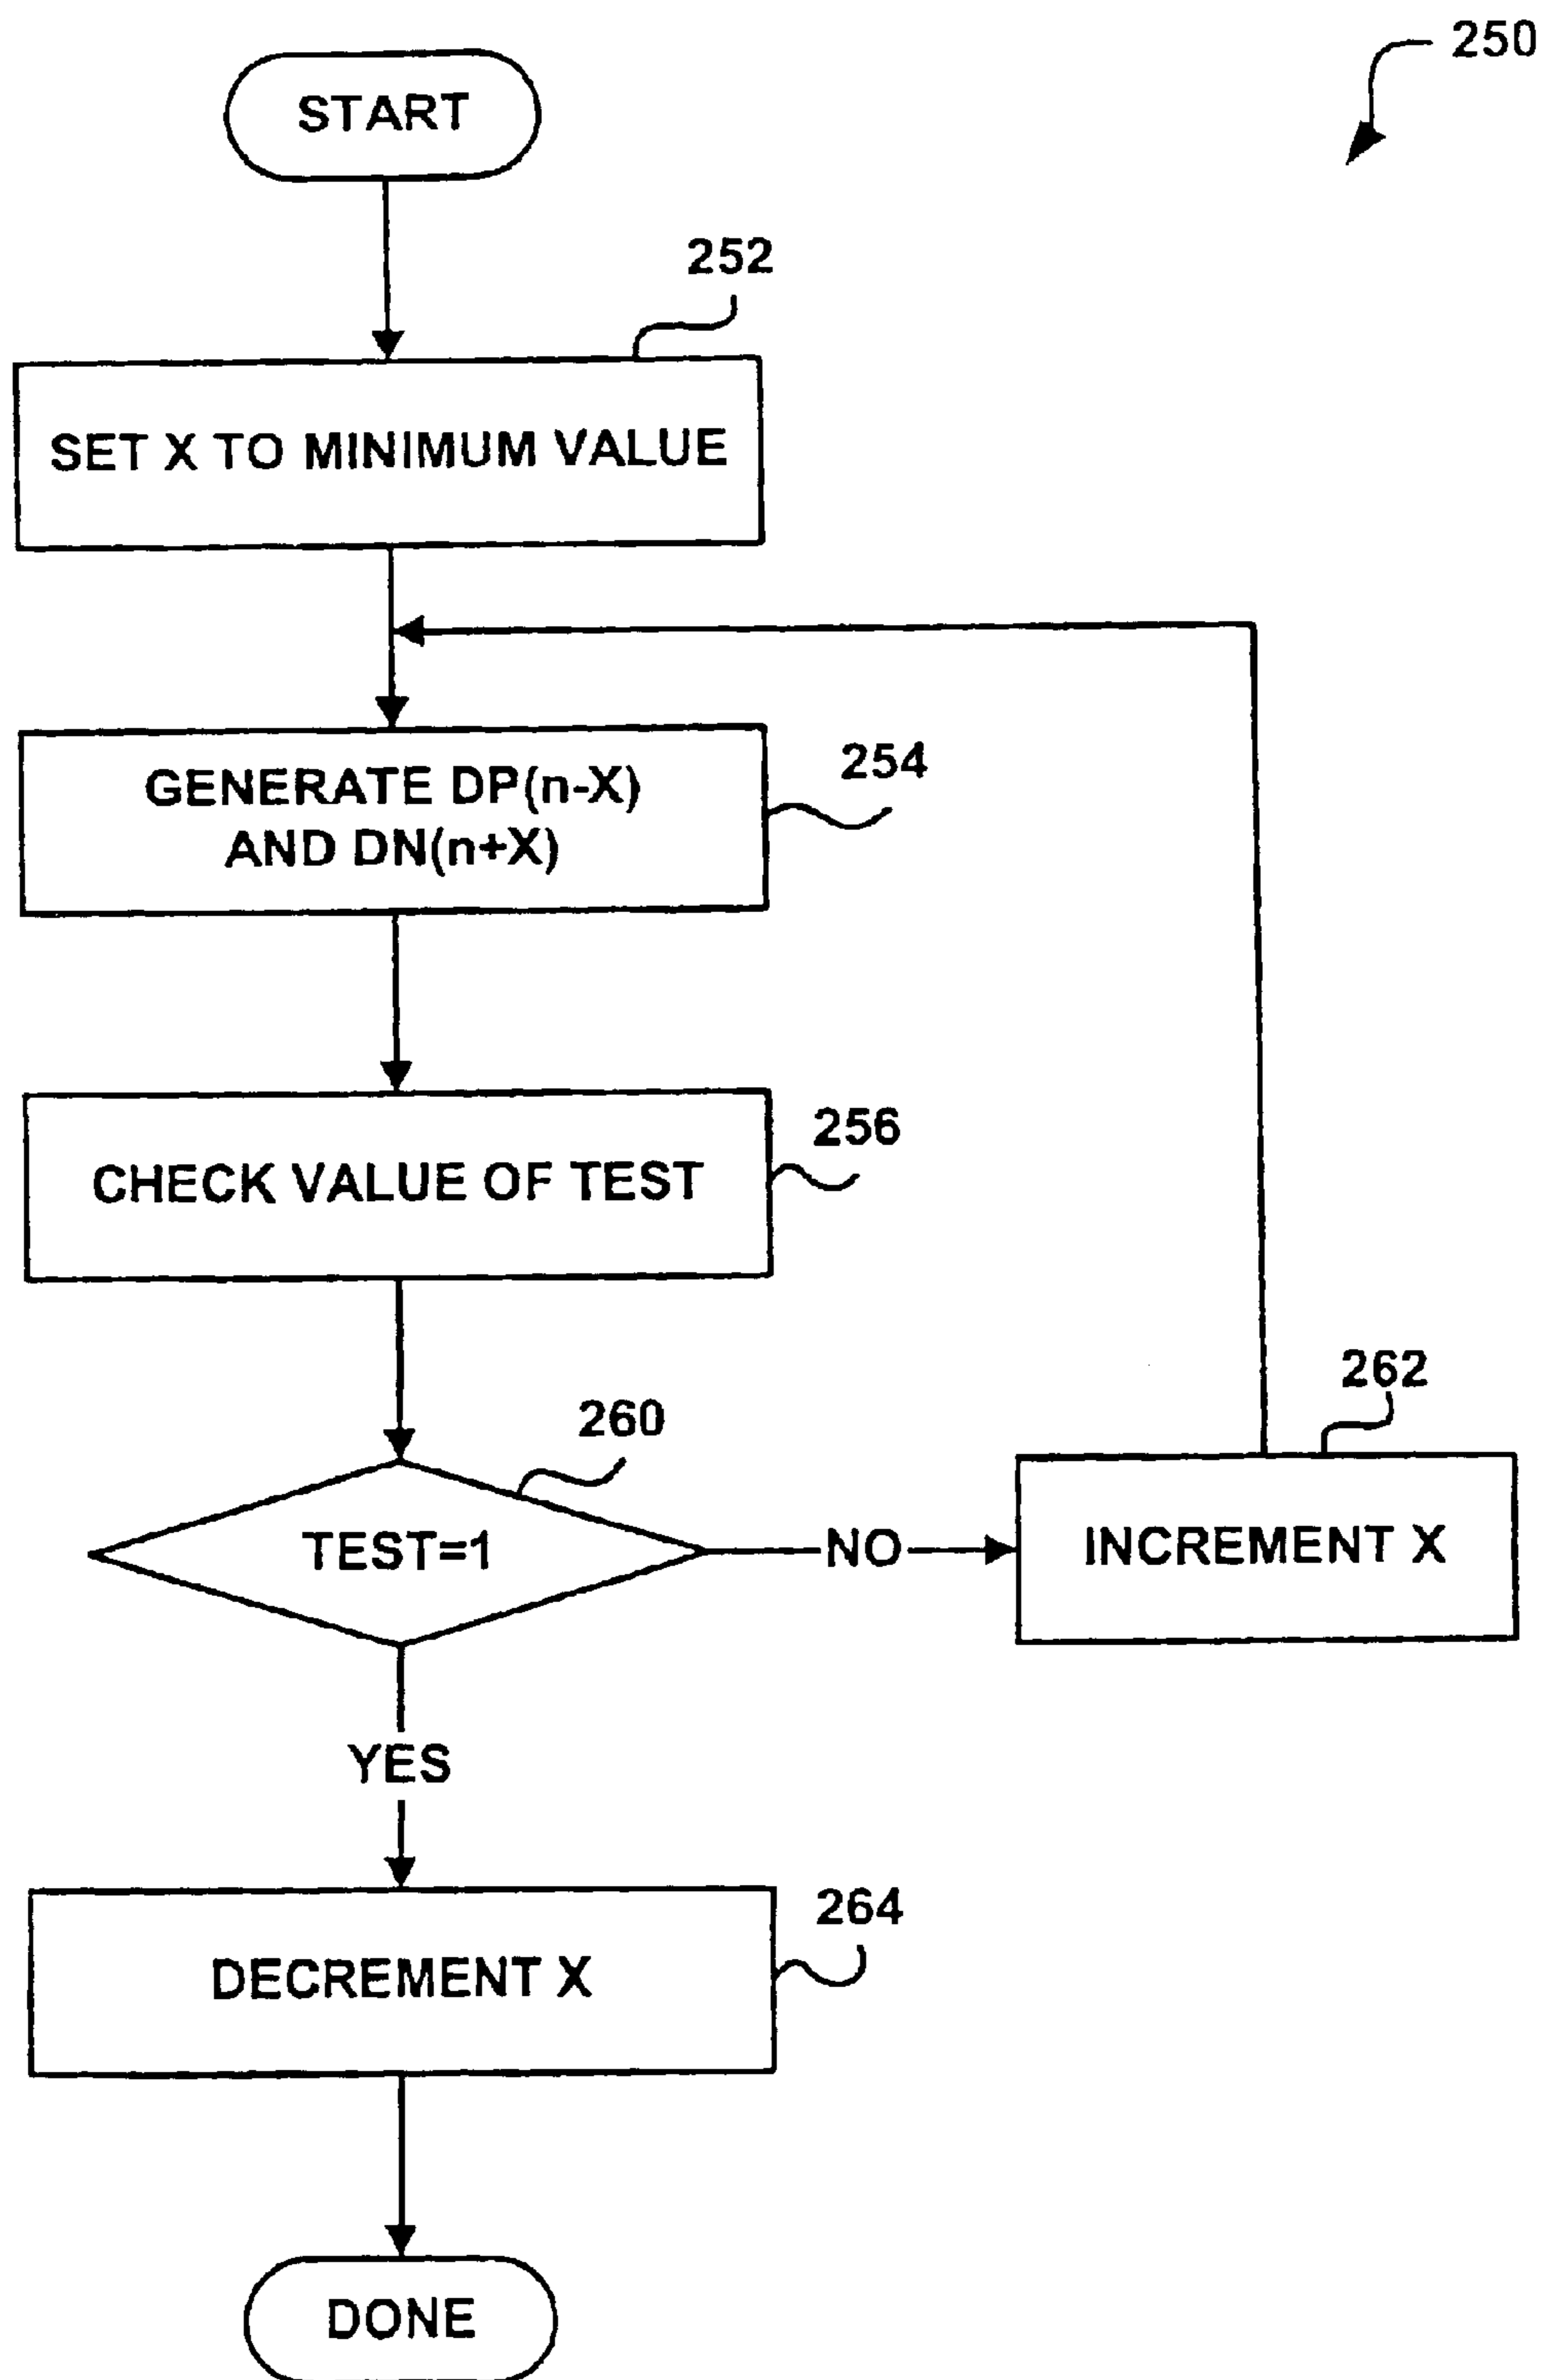 250
START
252
SET X TO MINIMUM VALUE
GENERATE DP(n-X)
AND DN(n+X)
254
CHECK VALUE OF TEST
256
260
TEST=1
NO
262
INCREMENT X
YES
DECREMENT X
264
DONE